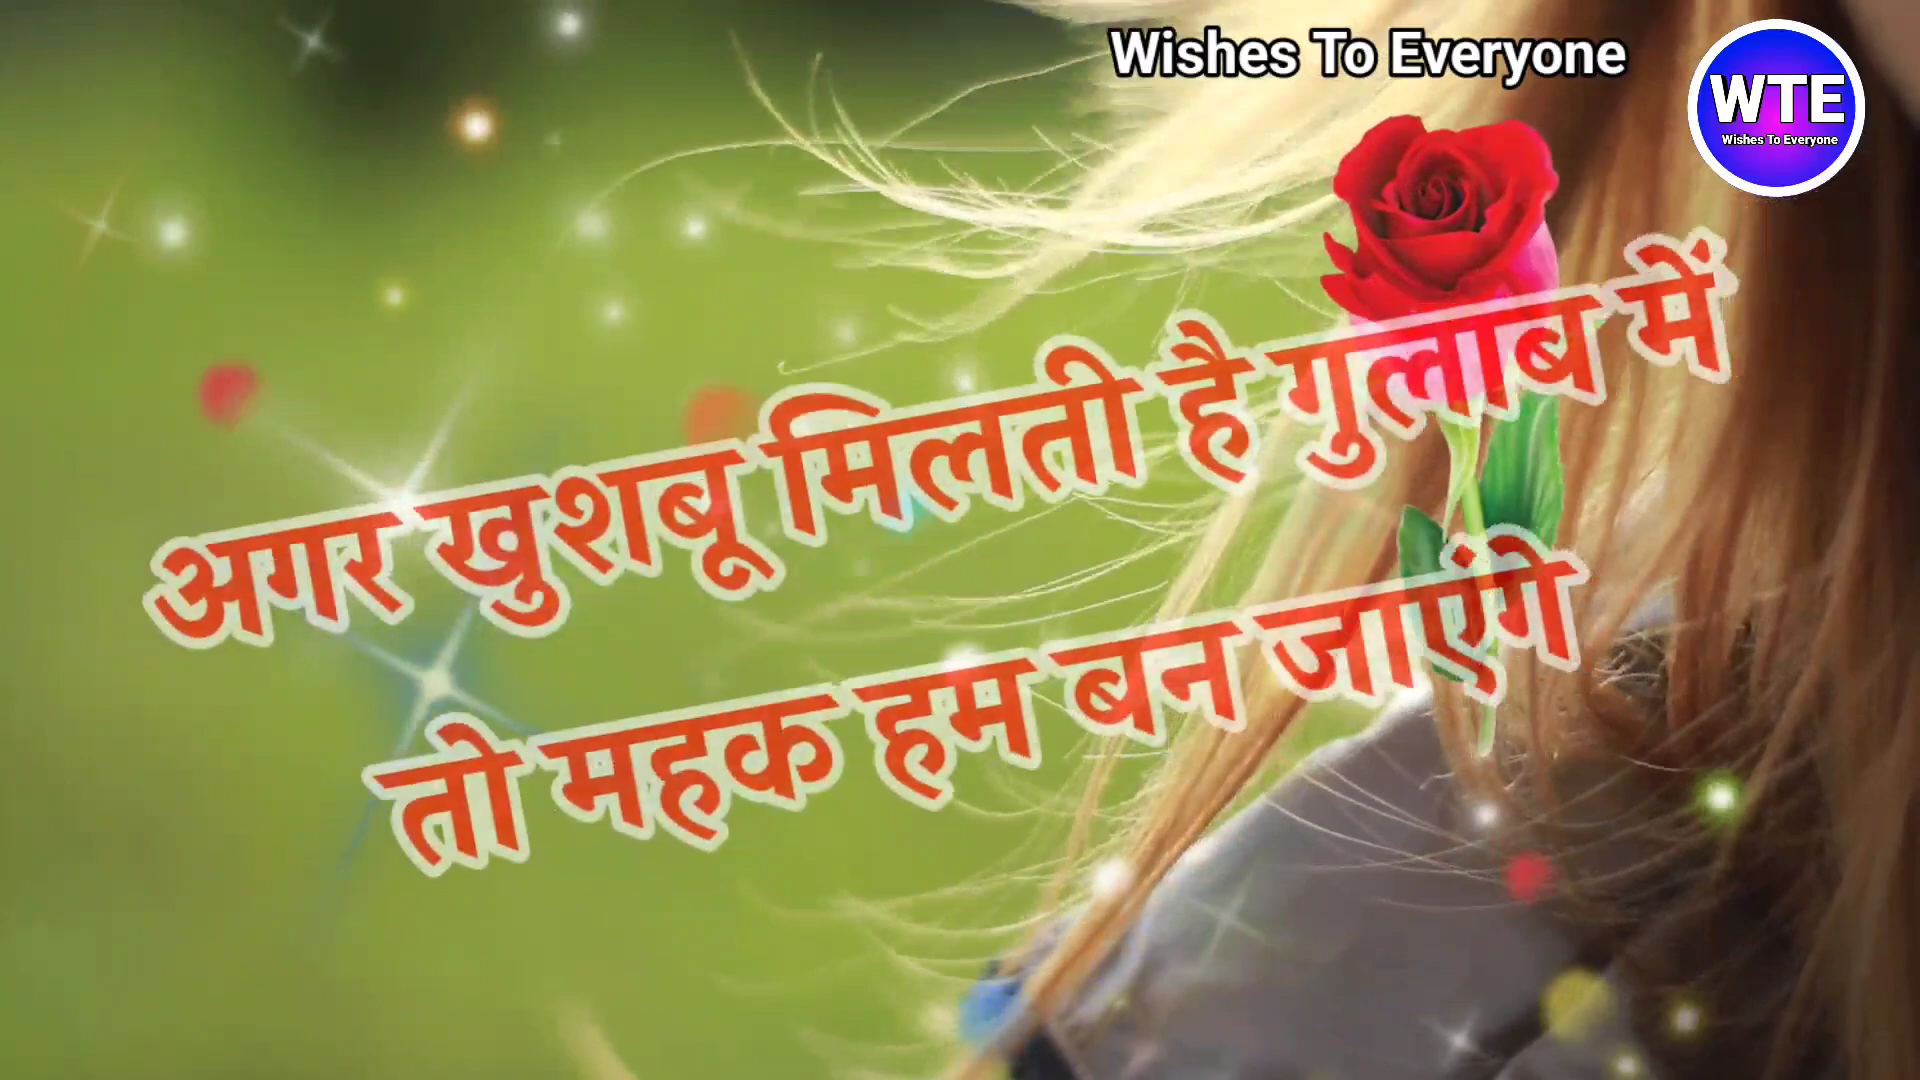 Wishes To Everyone
WTE
Wishes To Everyone
अगर खुशबू मिलती है गुलाब में
तो महक हम बन जाएंगे